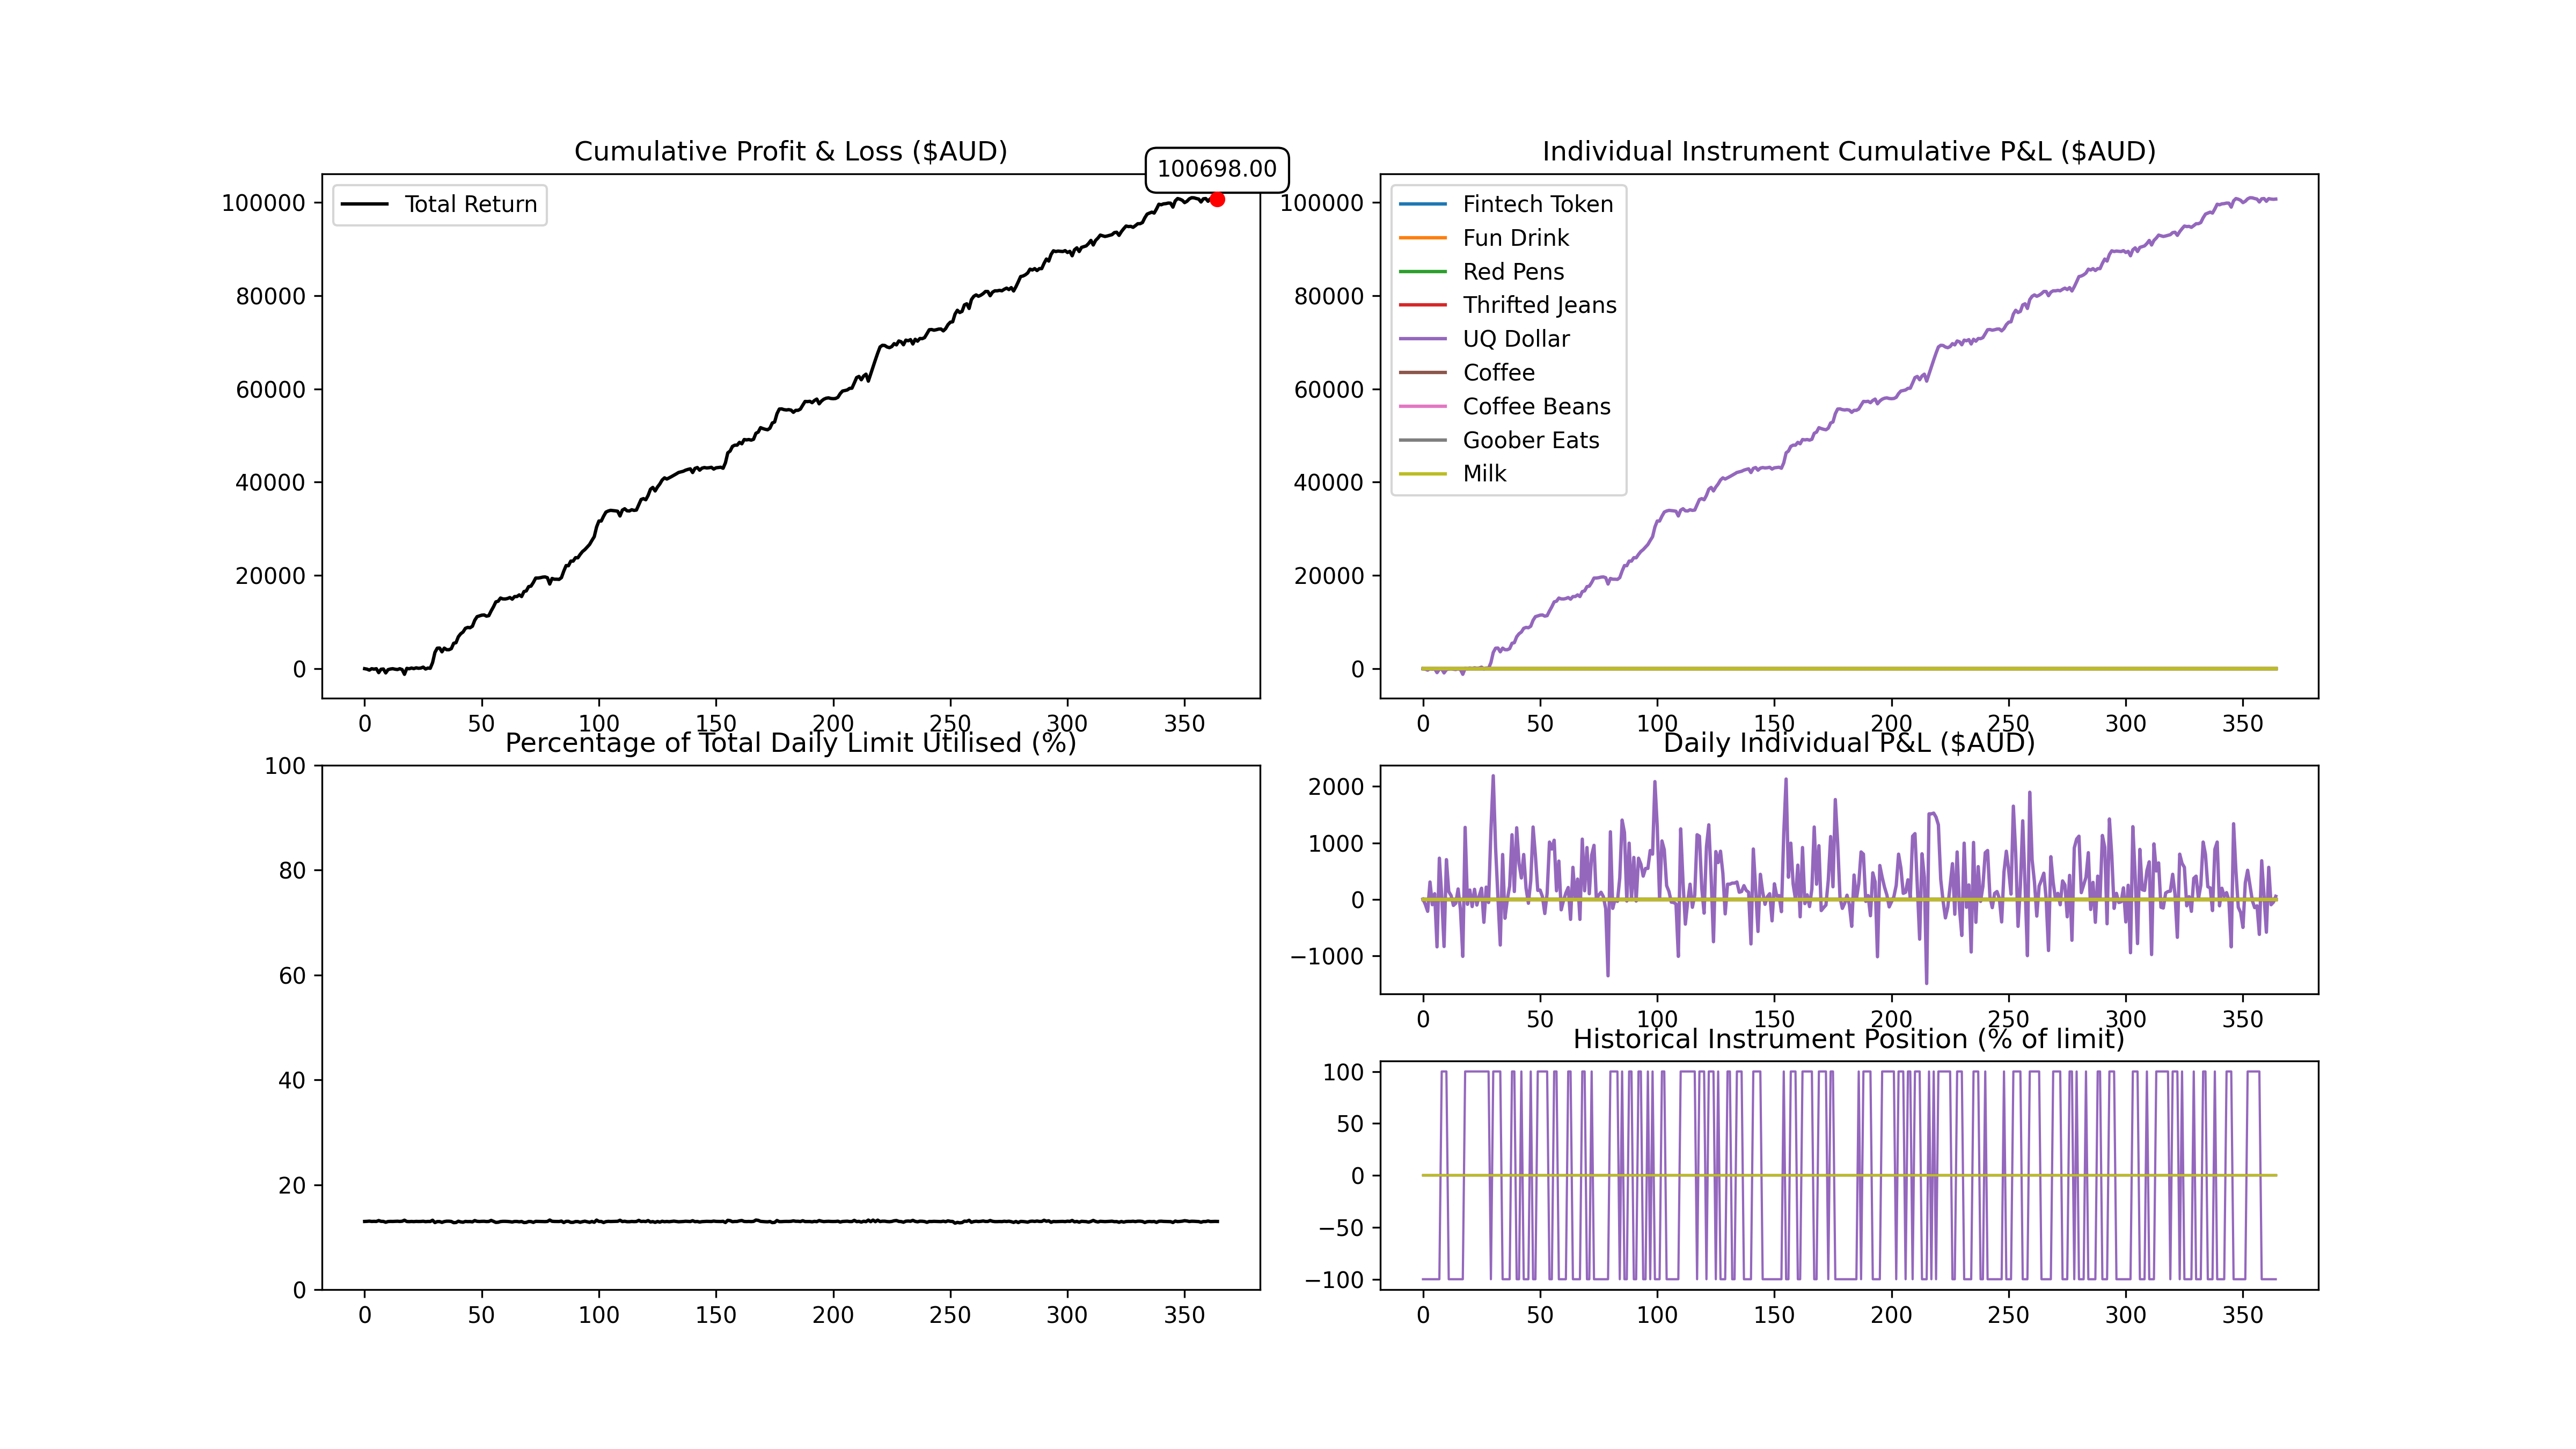 Cumulative Profit & Loss ($AUD)
100698.00
Total Return
100000
80000
60000
40000
20000
0
0 50 100 150 200 250 300 350
Individual Instrument Cumulative P&L ($AUD)
Fintech Token
Fun Drink
Red Pens
Thrifted Jeans
UQ Dollar
Coffee
Coffee Beans
Goober Eats
Milk
100000
80000
60000
40000
20000
0
0 50 100 150 200 250 300 350
Percentage of Total Daily Limit Utilised (%)
100
80
60
40
20
0
0 50 100 150 200 250 300 350
Daily Individual P&L ($AUD)
2000
1000
0
−1000
0 50 100 150 200 250 300 350
Historical Instrument Position (% of limit)
100
50
0
−50
−100
0 50 100 150 200 250 300 350